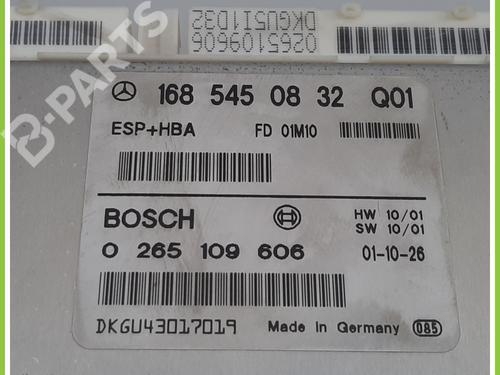 0265109606
DKGU5I1D32
B-PARTS
168 545 08 32 Q01
ESP+HBA FD 01M10
BOSCH HW 10/01
SW 10/01
0 265 109 606 01-10-26
DKGU43017019 Made in Germany 085